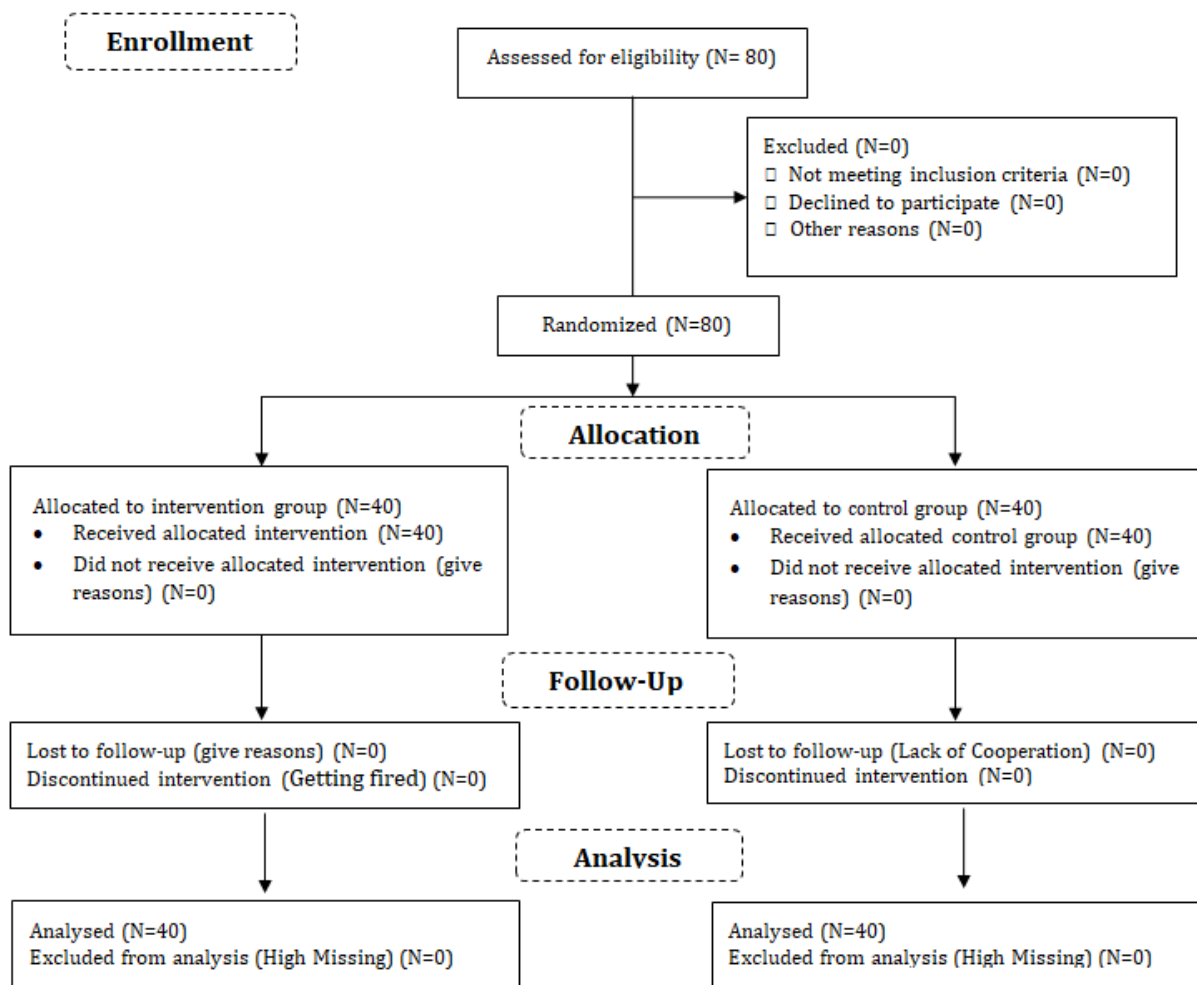 Enrollment
Assessed for eligibility (N= 80)
Excluded (N=0)
□ Not meeting inclusion criteria (N=0)
□ Declined to participate (N=0)
□ Other reasons (N=0)
Randomized (N=80)
Allocation
Allocated to intervention group (N=40)
• Received allocated intervention (N=40)
• Did not receive allocated intervention (give
reasons) (N=0)
Allocated to control group (N=40)
• Received allocated control group (N=40)
• Did not receive allocated intervention (give
reasons) (N=0)
Follow-Up
Lost to follow-up (give reasons) (N=0)
Discontinued intervention (Getting fired) (N=0)
Lost to follow-up (Lack of Cooperation) (N=0)
Discontinued intervention (N=0)
Analysis
Analysed (N=40)
Excluded from analysis (High Missing) (N=0)
Analysed (N=40)
Excluded from analysis (High Missing) (N=0)